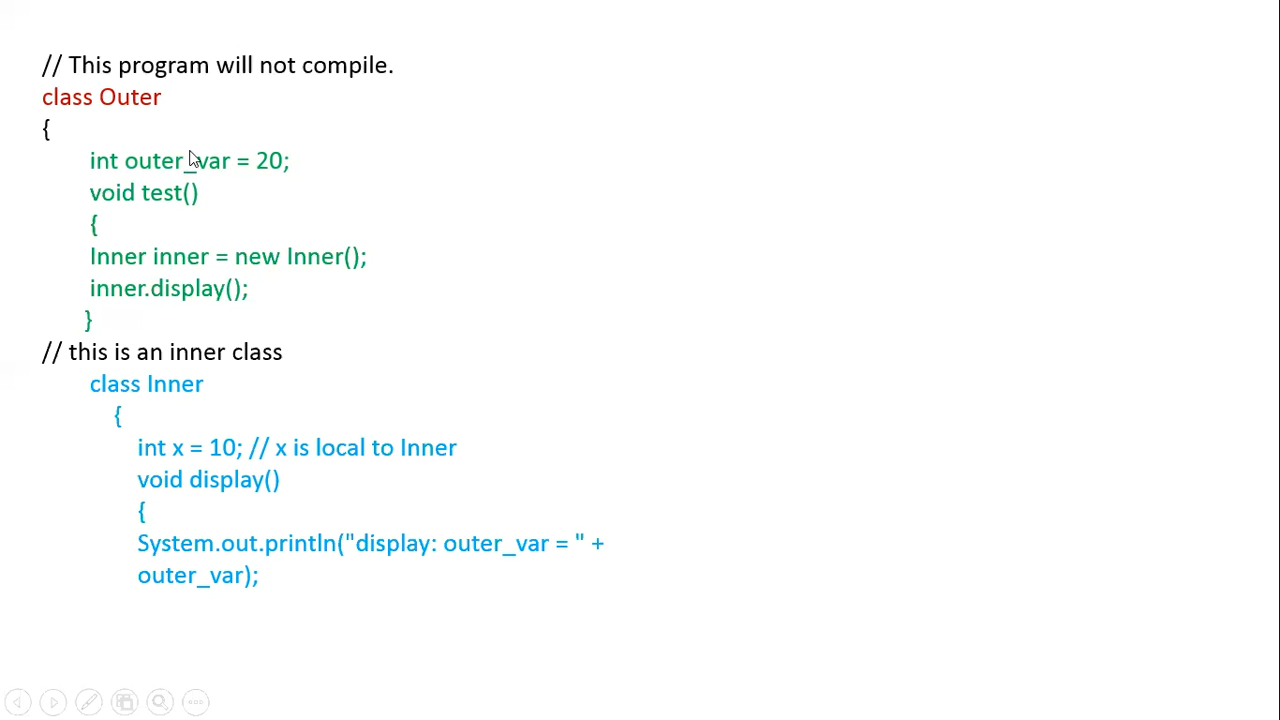 // This program will not compile.
class Outer
{
int outer_var = 20;
void test()
{
Inner inner = new Inner();
inner.display();
}
// this is an inner class
class Inner
{
int x = 10; // x is local to Inner
void display()
{
System.out.println("display: outer_var = " +
outer_var);